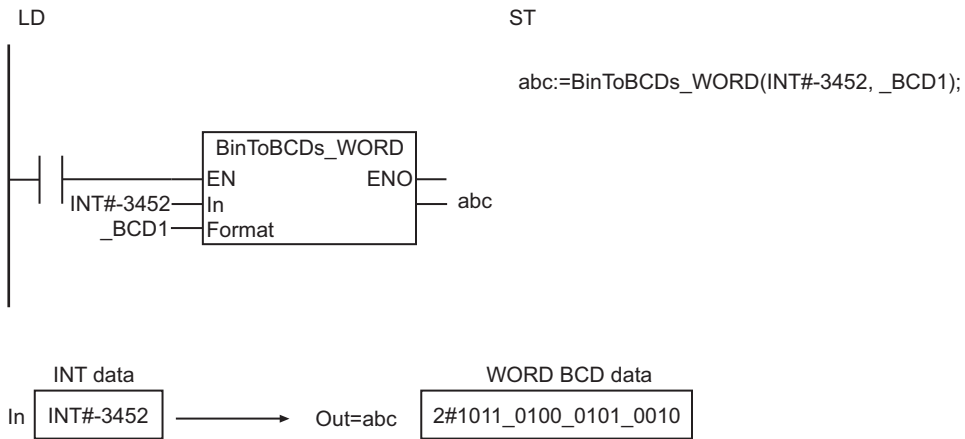 LD
ST
abc:=BinToBCDs_WORD(INT#-3452, _BCD1);
BinToBCDs_WORD
EN ENO
INT#-3452 In abc
_BCD1 Format
INT data
WORD BCD data
In INT#-3452 Out=abc 2#1011_0100_0101_0010